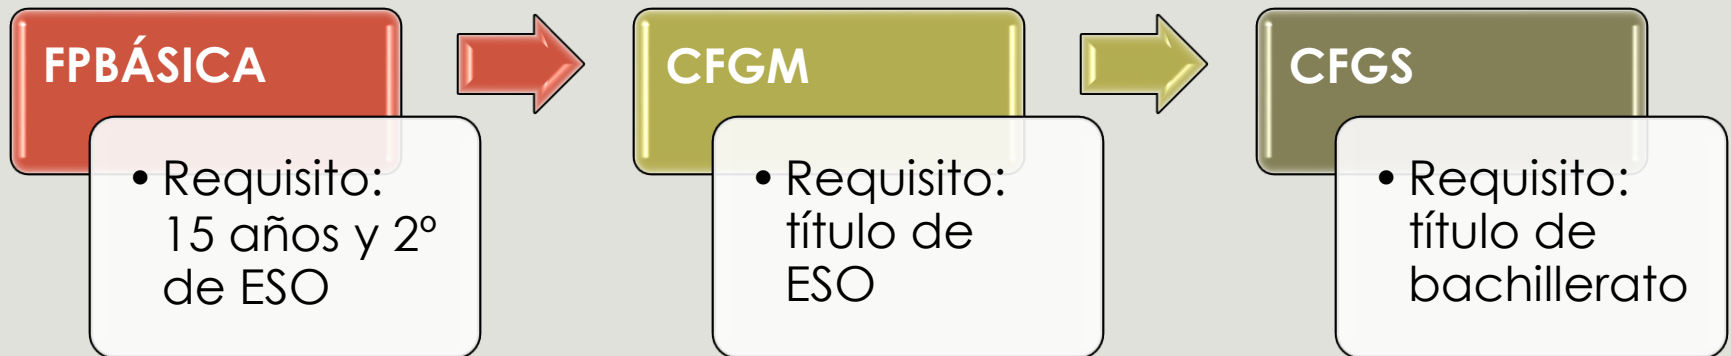 FPBÁSICA
• Requisito:
15 años y 2º
de ESO
CFGM
• Requisito:
título de
ESO
CFGS
• Requisito:
título de
bachillerato